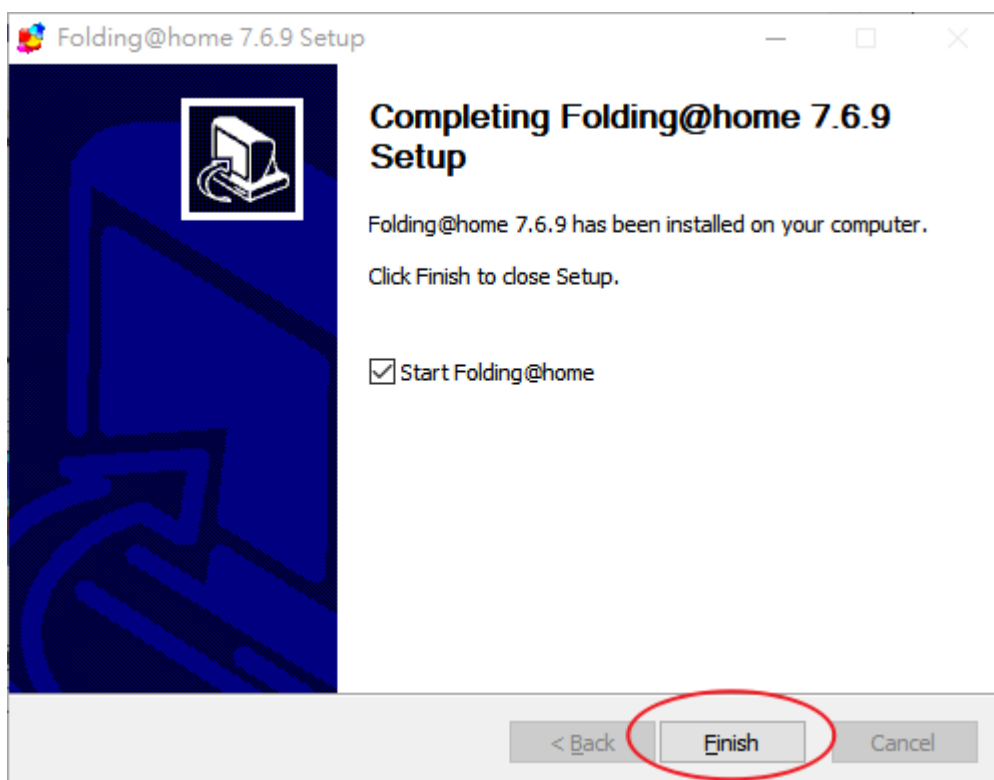 Folding@home 7.6.9 Setup
Completing Folding@home 7.6.9
Setup
Folding@home 7.6.9 has been installed on your computer.
Click Finish to close Setup.
Start Folding@home
< Back
Finish
Cancel